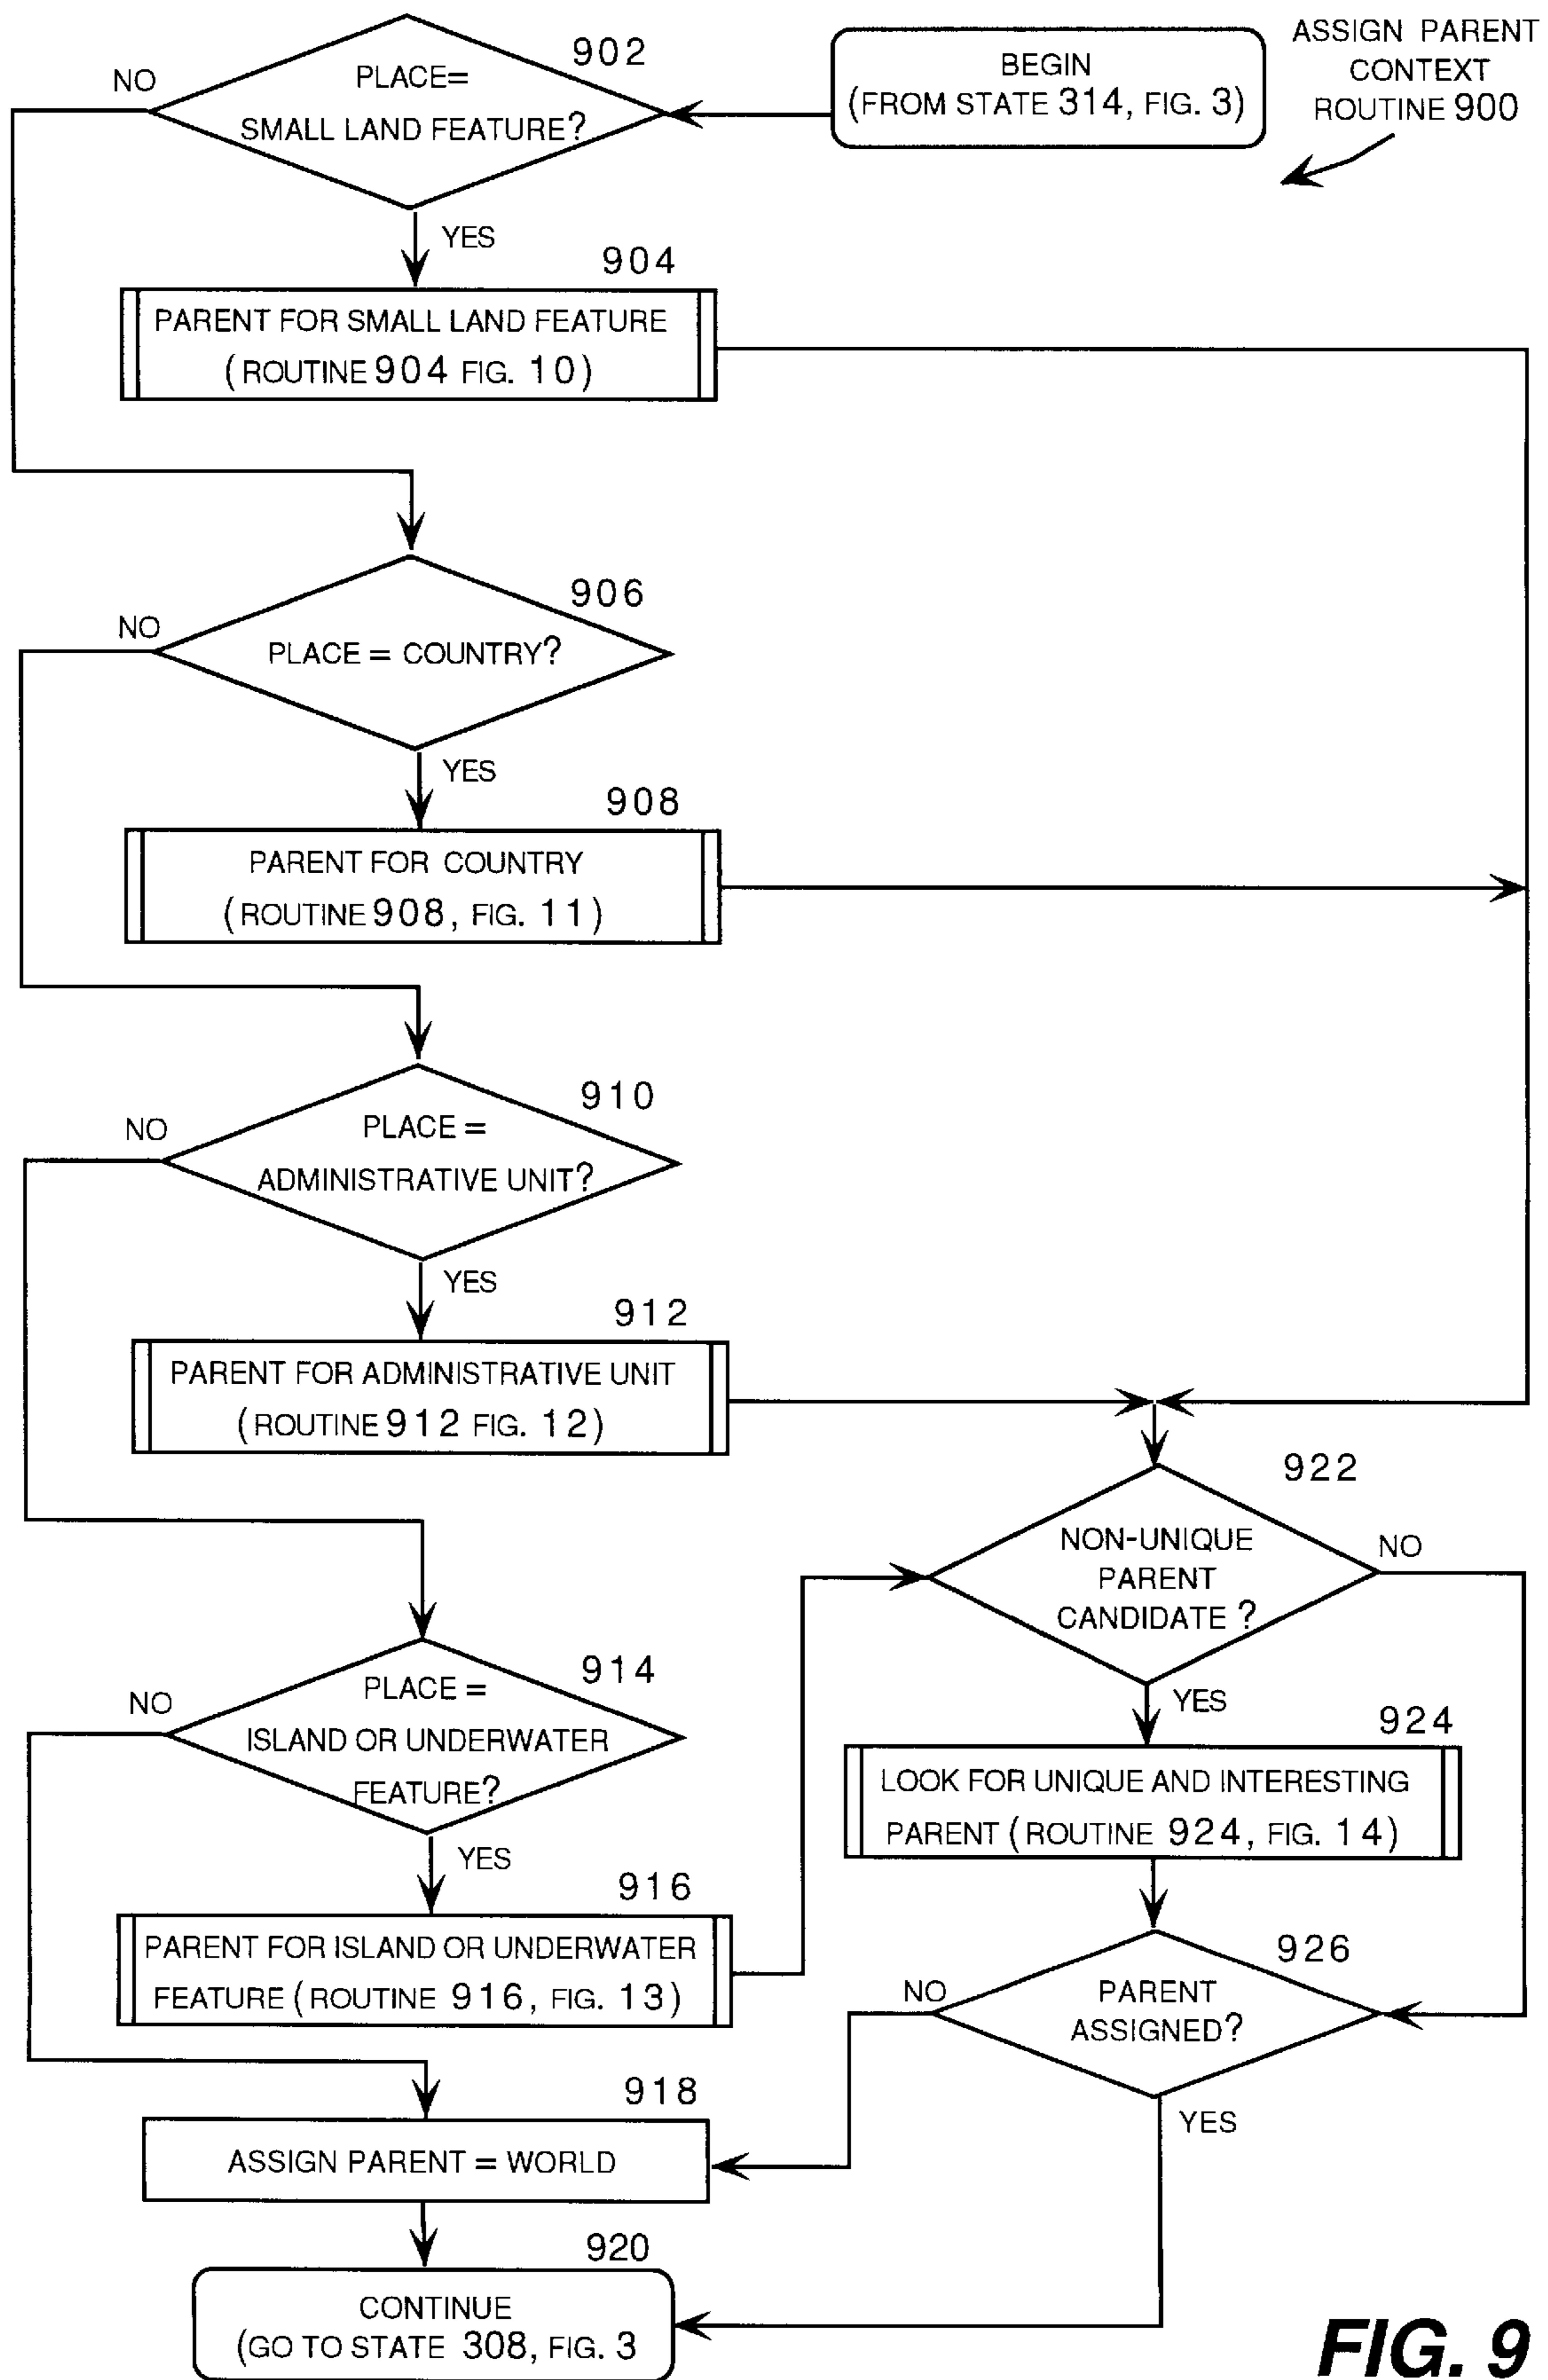 902
PLACE=
SMALL LAND FEATURE?
NO
YES
BEGIN
(FROM STATE 314, FIG. 3)
ASSIGN PARENT
CONTEXT
ROUTINE 900
904
PARENT FOR SMALL LAND FEATURE
(ROUTINE 904 FIG. 10)
906
NO
PLACE = COUNTRY?
YES
908
PARENT FOR COUNTRY
(ROUTINE 908, FIG. 11)
910
NO
PLACE =
ADMINISTRATIVE UNIT?
YES
912
PARENT FOR ADMINISTRATIVE UNIT
(ROUTINE 912 FIG. 12)
914
NO
PLACE =
ISLAND OR UNDERWATER
FEATURE?
YES
916
PARENT FOR ISLAND OR UNDERWATER
FEATURE (ROUTINE 916, FIG. 13)
922
NON-UNIQUE
PARENT
CANDIDATE ?
NO
YES
924
LOOK FOR UNIQUE AND INTERESTING
PARENT (ROUTINE 924, FIG. 14)
926
NO
PARENT
ASSIGNED?
YES
918
ASSIGN PARENT = WORLD
920
CONTINUE
(GO TO STATE 308, FIG. 3
FIG. 9